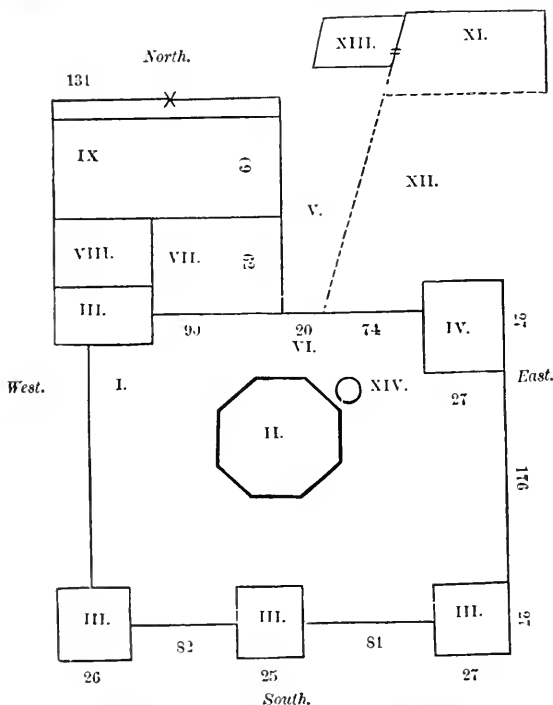 XIII.
XI.
North.
131
IX
60
V.
XII.
VIII.
VII.
III.
90
20
74
VI.
IV.
27
West.
I.
XIV.
East.
II.
176
III.
III.
III.
82
81
26
25
27
South.